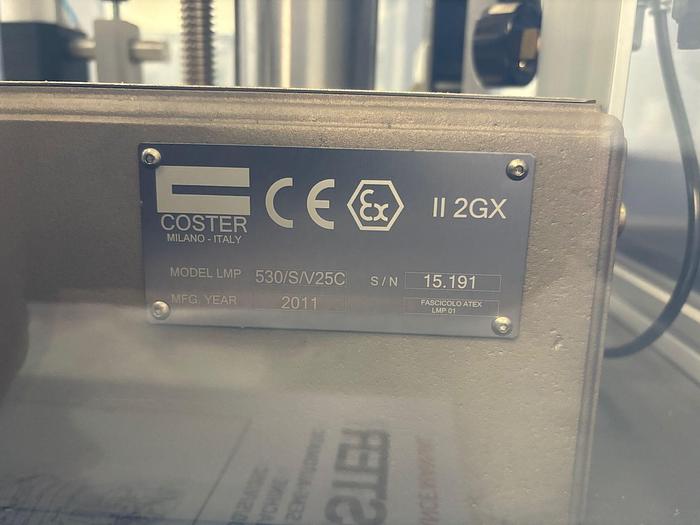 CE Ex II 2GX
COSTER
MILANO - ITALY
MODEL LMP 530/S/V25C S/N 15.191
MFG. YEAR 2011 FASCICOLO ATEX
LMP 01
STER